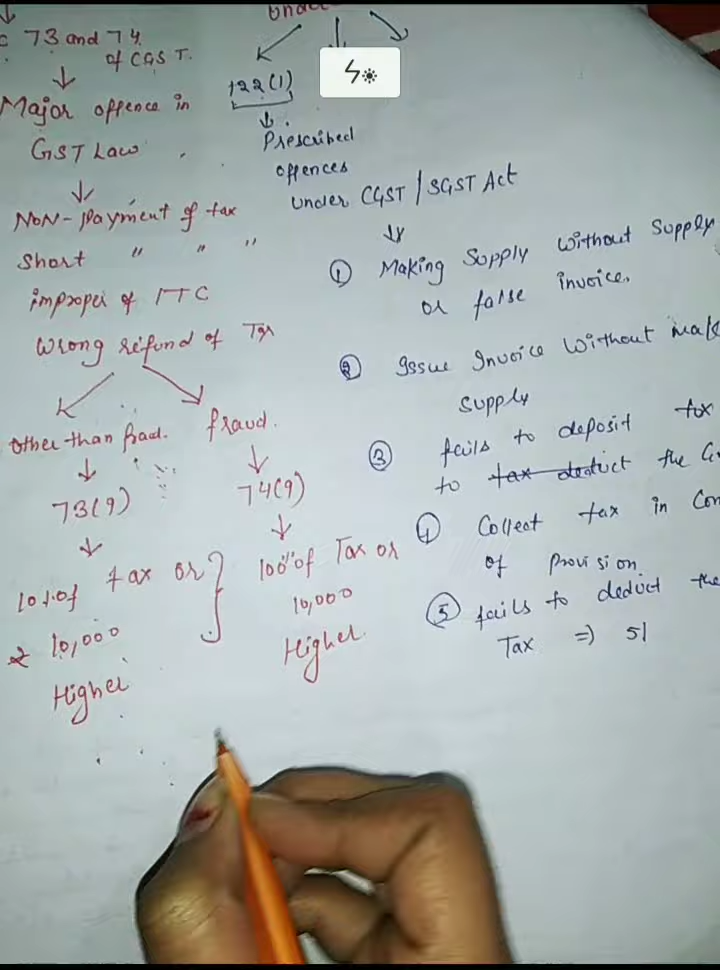 Under
73 and 74
of CGST.
Major offence in
GST Law
Non-payment of tax
Short " " "
improper of ITC
Wrong refund of Tax
Other than fraud.
73(9)
10% of tax or
₹ 10,000
Higher
fraud.
74(9)
100% of Tax or
10,000
Higher
122(1)
Prescribed
offences
under CGST / SGST Act
① Making Supply without Supply
or false invoice.
② Issue Invoice Without
supply
③ fails to deposit tax
to tax deduct the
④ Collect tax in
of provision
⑤ fails to deduct the
Tax => 51